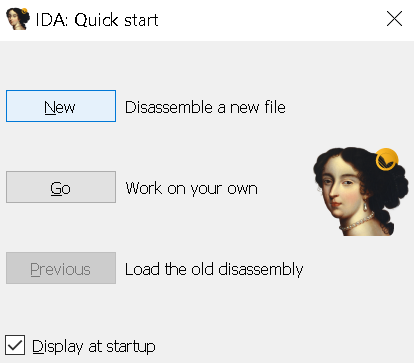 IDA: Quick start
New Disassemble a new file
Go Work on your own
Previous Load the old disassembly
Display at startup